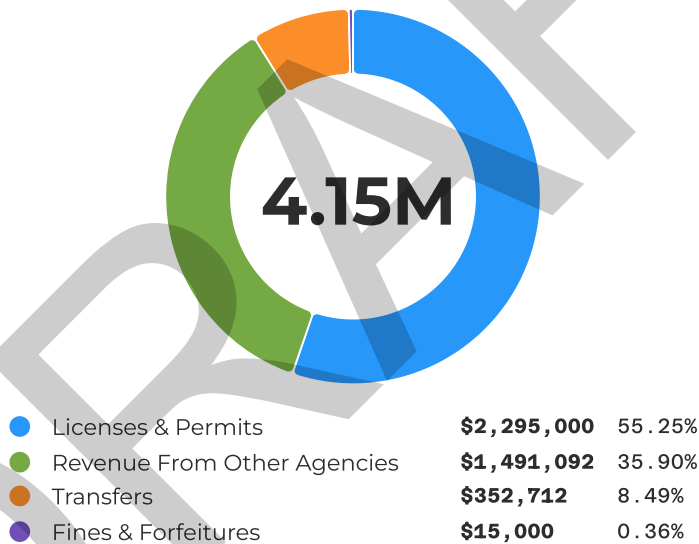 4.15M
Licenses & Permits $2,295,000 55.25%
Revenue From Other Agencies $1,491,092 35.90%
Transfers $352,712 8.49%
Fines & Forfeitures $15,000 0.36%